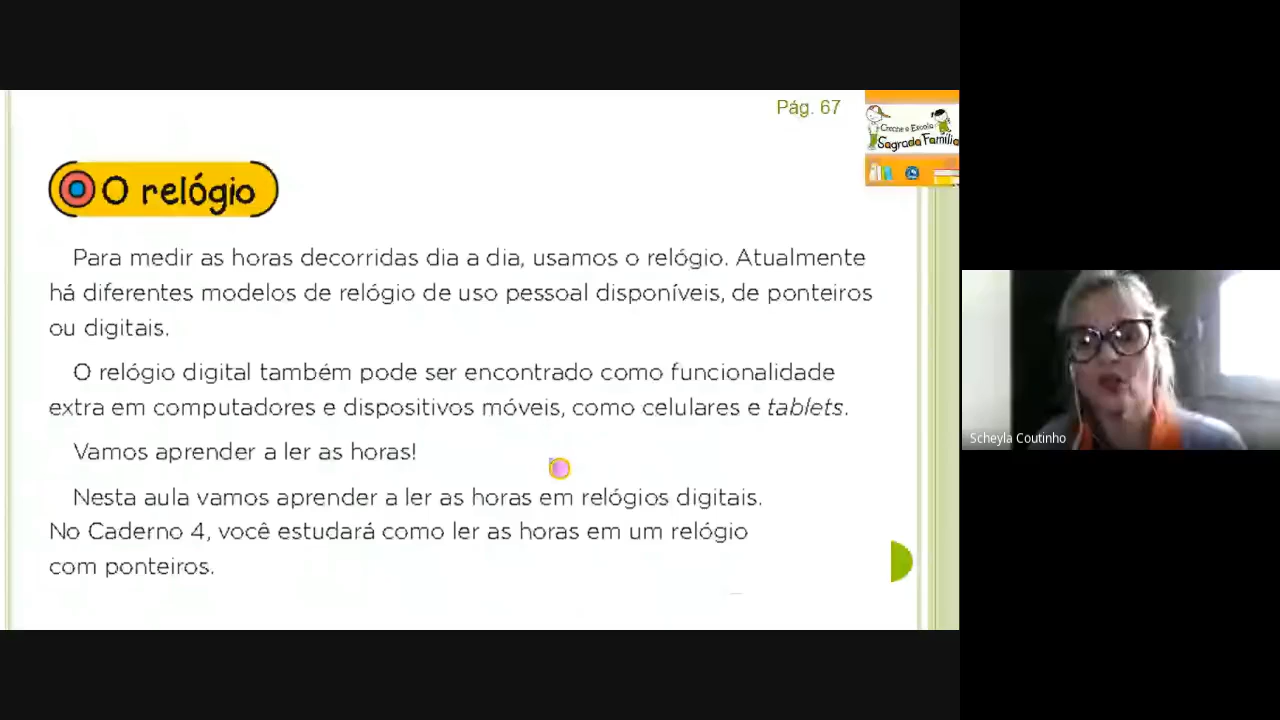 Pág. 67
Creche e Escola
Sagrada Família
O relógio
Para medir as horas decorridas dia a dia, usamos o relógio. Atualmente
há diferentes modelos de relógio de uso pessoal disponíveis, de ponteiros
ou digitais.
O relógio digital também pode ser encontrado como funcionalidade
extra em computadores e dispositivos móveis, como celulares e tablets.
Vamos aprender a ler as horas!
Nesta aula vamos aprender a ler as horas em relógios digitais.
No Caderno 4, você estudará como ler as horas em um relógio
com ponteiros.
Scheyla Coutinho